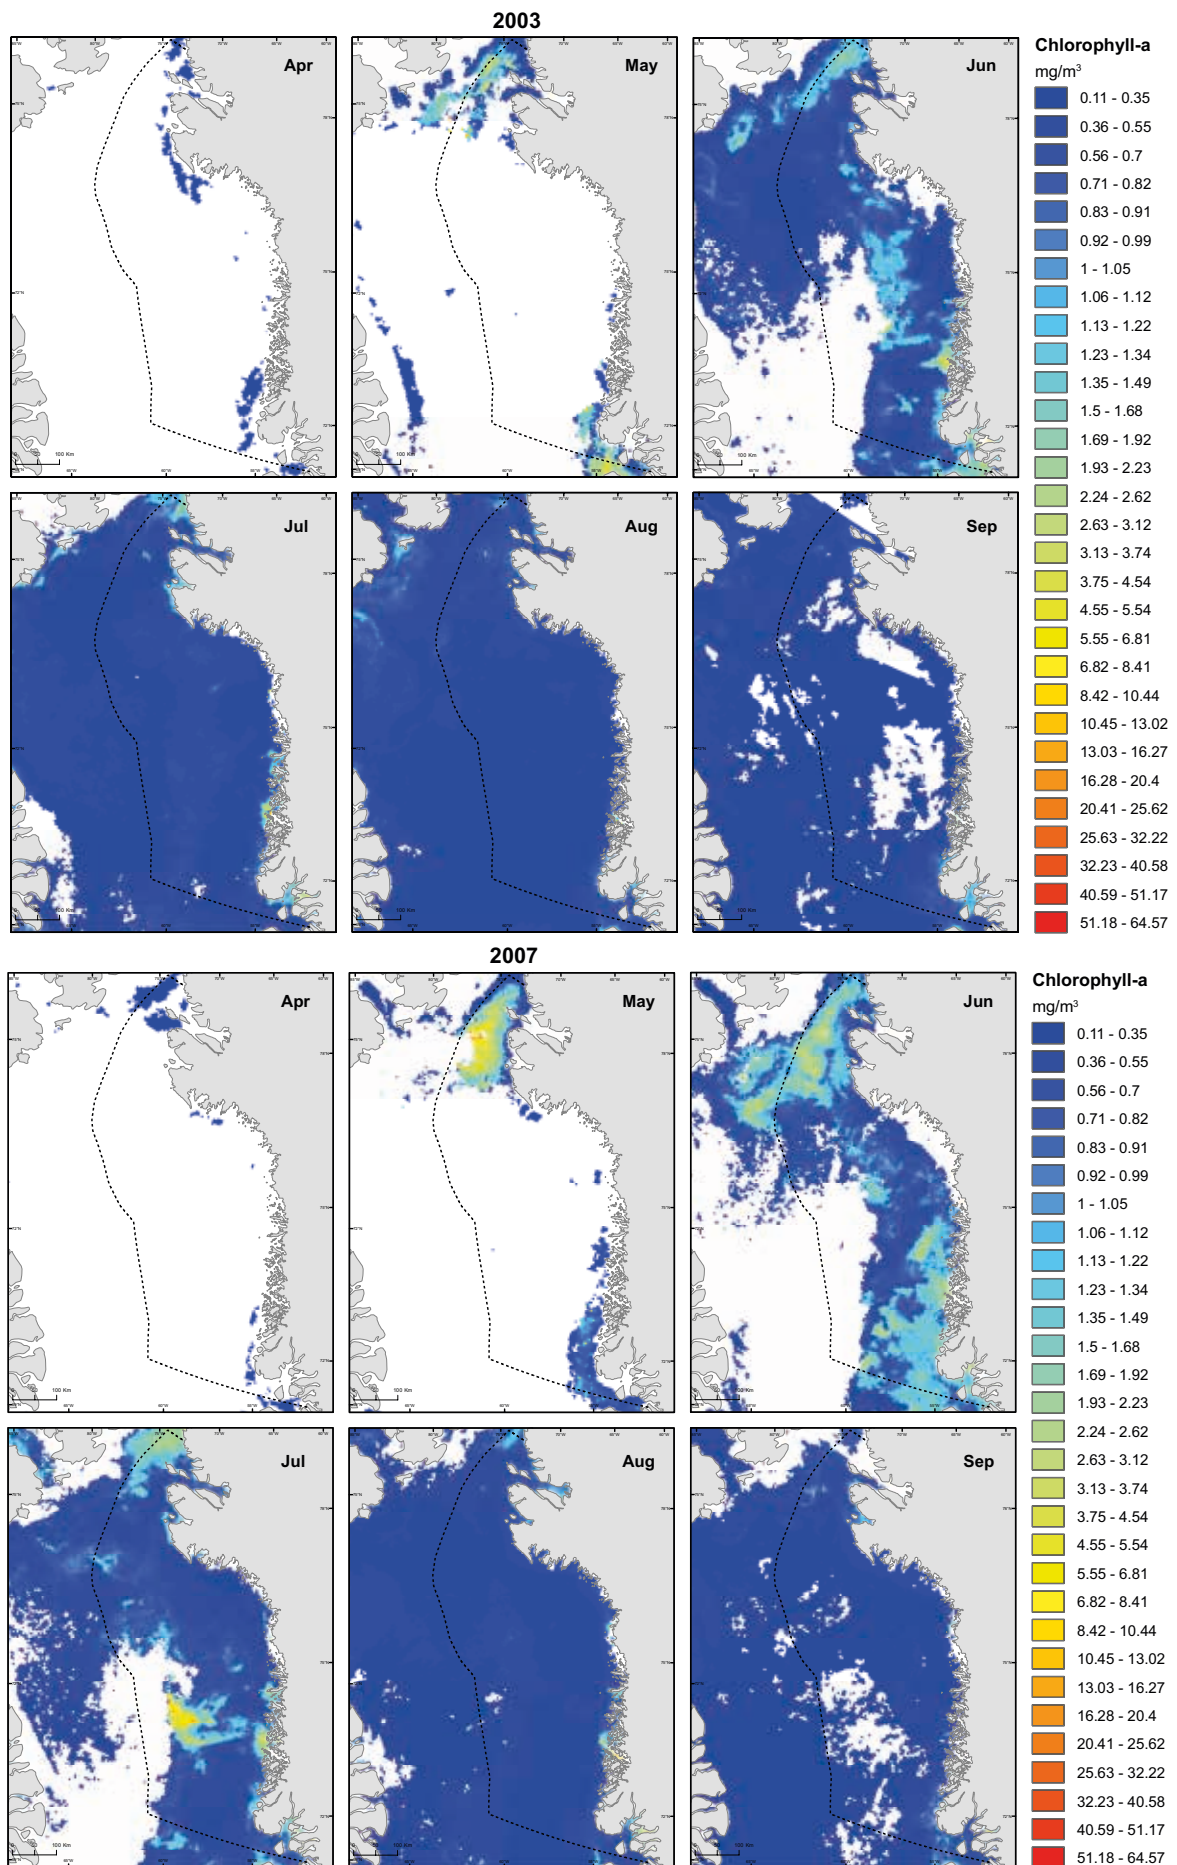 2003
Apr
May
Jun
Jul
Aug
Sep
Chlorophyll-a
mg/m³
0.11 - 0.35
0.36 - 0.55
0.56 - 0.7
0.71 - 0.82
0.83 - 0.91
0.92 - 0.99
1 - 1.05
1.06 - 1.12
1.13 - 1.22
1.23 - 1.34
1.35 - 1.49
1.5 - 1.68
1.69 - 1.92
1.93 - 2.23
2.24 - 2.62
2.63 - 3.12
3.13 - 3.74
3.75 - 4.54
4.55 - 5.54
5.55 - 6.81
6.82 - 8.41
8.42 - 10.44
10.45 - 13.02
13.03 - 16.27
16.28 - 20.4
20.41 - 25.62
25.63 - 32.22
32.23 - 40.58
40.59 - 51.17
51.18 - 64.57
2007
Apr
May
Jun
Jul
Aug
Sep
Chlorophyll-a
mg/m³
0.11 - 0.35
0.36 - 0.55
0.56 - 0.7
0.71 - 0.82
0.83 - 0.91
0.92 - 0.99
1 - 1.05
1.06 - 1.12
1.13 - 1.22
1.23 - 1.34
1.35 - 1.49
1.5 - 1.68
1.69 - 1.92
1.93 - 2.23
2.24 - 2.62
2.63 - 3.12
3.13 - 3.74
3.75 - 4.54
4.55 - 5.54
5.55 - 6.81
6.82 - 8.41
8.42 - 10.44
10.45 - 13.02
13.03 - 16.27
16.28 - 20.4
20.41 - 25.62
25.63 - 32.22
32.23 - 40.58
40.59 - 51.17
51.18 - 64.57